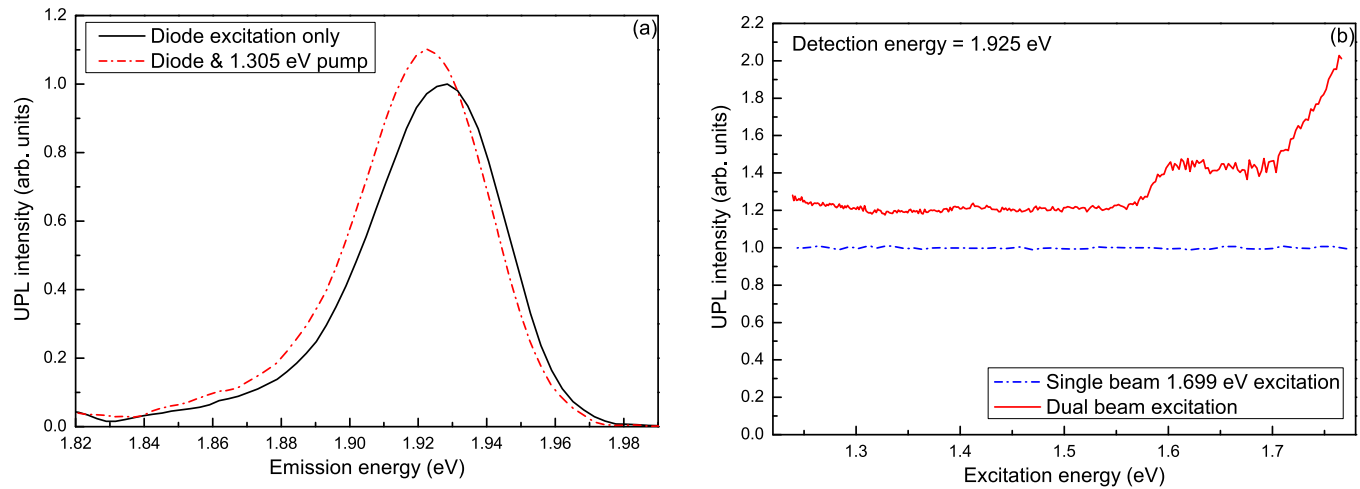 (a)
Diode excitation only
Diode & 1.305 eV pump
1.2
1.0
0.8
0.6
0.4
0.2
0.0
UPL intensity (arb. units)
1.82 1.84 1.86 1.88 1.90 1.92 1.94 1.96 1.98
Emission energy (eV)
(b)
Detection energy = 1.925 eV
2.2
2.0
1.8
1.6
1.4
1.2
1.0
0.8
0.6
0.4
0.2
0.0
UPL intensity (arb. units)
Single beam 1.699 eV excitation
Dual beam excitation
1.3 1.4 1.5 1.6 1.7
Excitation energy (eV)